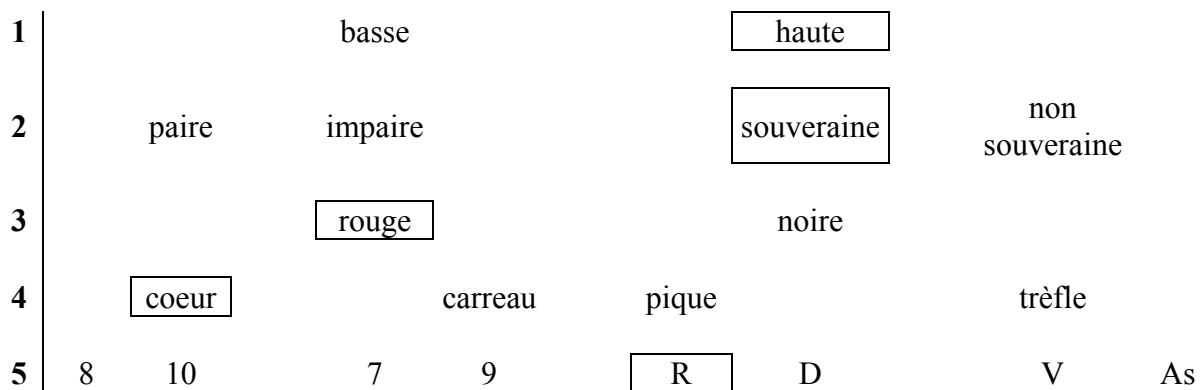 1 basse haute
2 paire impaire souveraine non souveraine
3 rouge noire
4 coeur carreau pique trèfle
5 8 10 7 9 R D V As